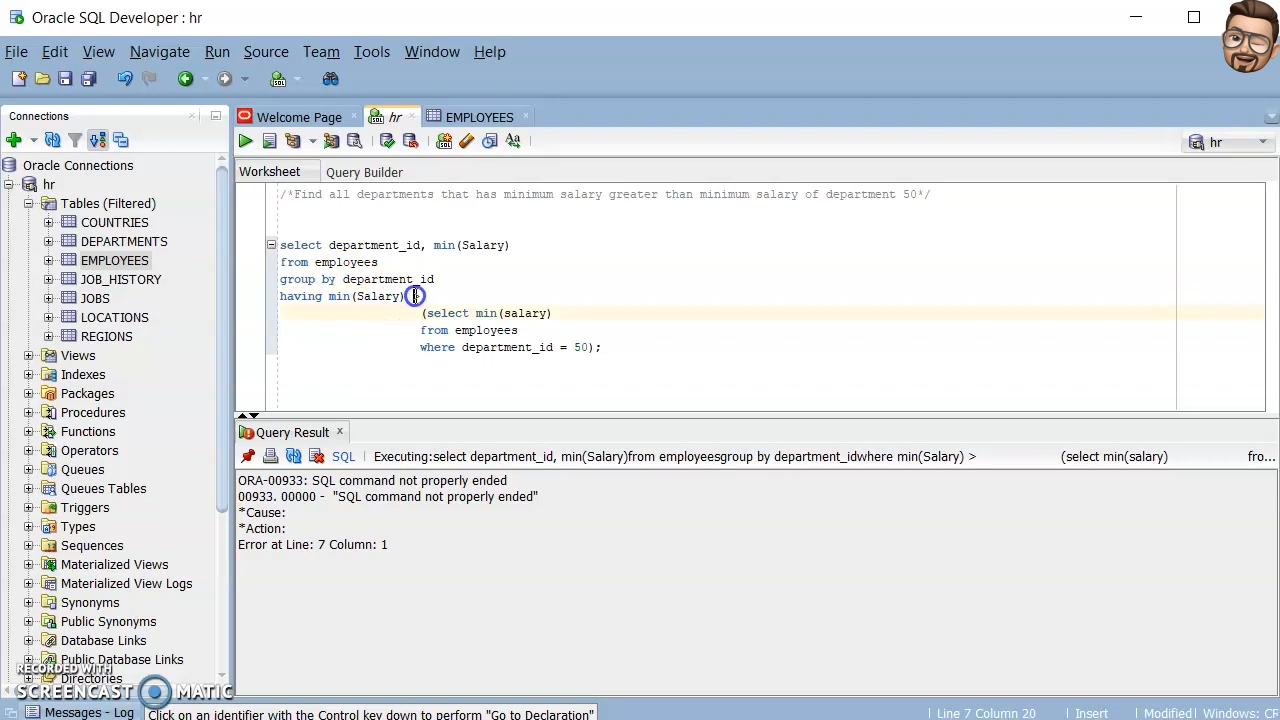 Oracle SQL Developer : hr
File Edit View Navigate Run Source Team Tools Window Help
Connections
Welcome Page hr EMPLOYEES
hr
Worksheet Query Builder
Oracle Connections
hr
Tables (Filtered)
COUNTRIES
DEPARTMENTS
EMPLOYEES
JOB_HISTORY
JOBS
LOCATIONS
REGIONS
Views
Indexes
Packages
Procedures
Functions
Operators
Queues
Queues Tables
Triggers
Types
Sequences
Materialized Views
Materialized View Logs
Synonyms
Public Synonyms
Database Links
Public Database Links
Directories
/*Find all departments that has minimum salary greater than minimum salary of department 50*/
select department_id, min(Salary)
from employees
group by department_id
having min(Salary)
(select min(salary)
from employees
where department_id = 50);
Query Result
SQL | Executing:select department_id, min(Salary)from employeesgroup by department_idwhere min(Salary) > (select min(salary) fro...
ORA-00933: SQL command not properly ended
00933. 00000 - "SQL command not properly ended"
*Cause:
*Action:
Error at Line: 7 Column: 1
RECORDED WITH
SCREENCAST MATIC
Messages - Log
Click on an identifier with the Control key down to perform "Go to Declaration"
Line 7 Column 20 Insert Modified Windows: CR